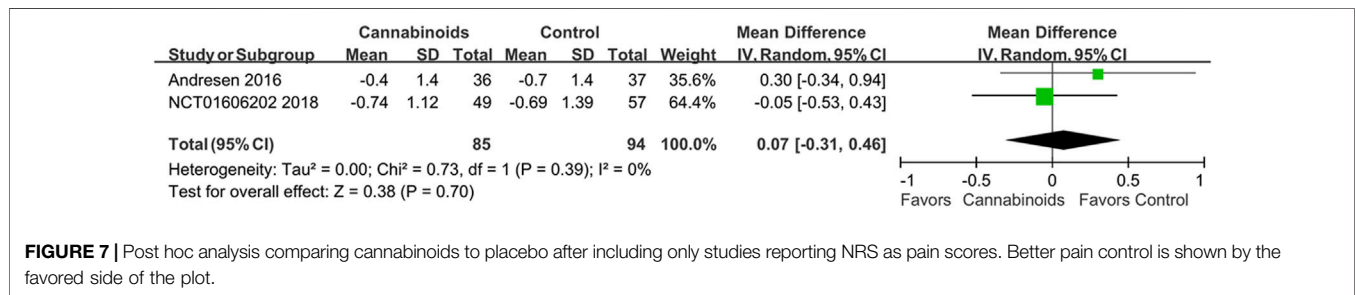 Cannabinoids Control Mean Difference Mean Difference
Study or Subgroup Mean SD Total Mean SD Total Weight IV, Random, 95% CI IV, Random, 95% CI
Andresen 2016 -0.4 1.4 36 -0.7 1.4 37 35.6% 0.30 [-0.34, 0.94]
NCT01606202 2018 -0.74 1.12 49 -0.69 1.39 57 64.4% -0.05 [-0.53, 0.43]
Total (95% CI) 85 94 100.0% 0.07 [-0.31, 0.46]
Heterogeneity: Tau² = 0.00; Chi² = 0.73, df = 1 (P = 0.39); I² = 0%
Test for overall effect: Z = 0.38 (P = 0.70)
-1 -0.5 0 0.5 1
Favors Cannabinoids Favors Control
FIGURE 7 | Post hoc analysis comparing cannabinoids to placebo after including only studies reporting NRS as pain scores. Better pain control is shown by the
favored side of the plot.